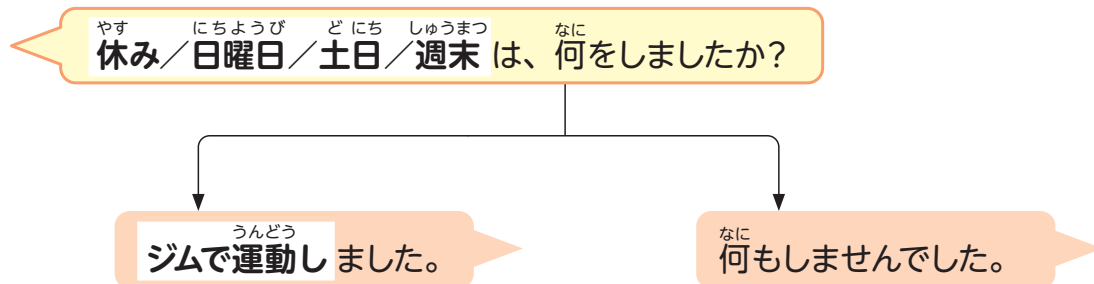 やす にちようび どにち しゅうまつ なに
休み／日曜日／土日／週末は、何をしましたか？
うんどう
ジムで運動しました。
なに
何もしませんでした。